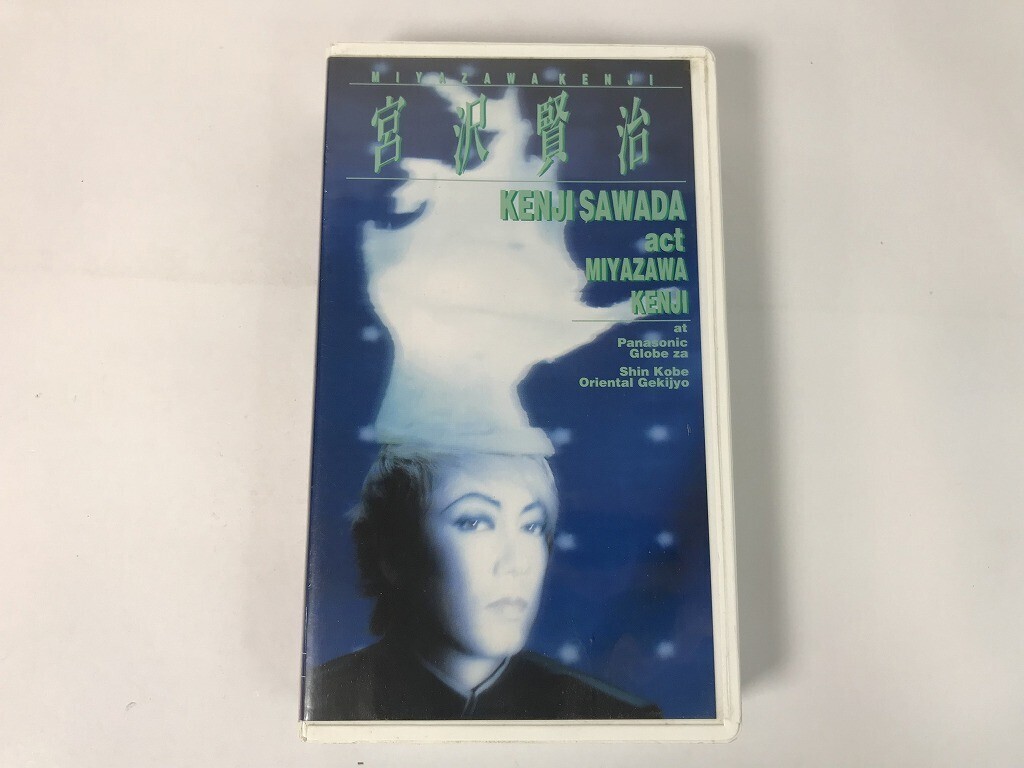 MIYAZAWA KENJI
宮沢賢治
KENJI SAWADA
act
MIYAZAWA
KENJI
at
Panasonic
Globe za
Shin Kobe
Oriental Gekijyo